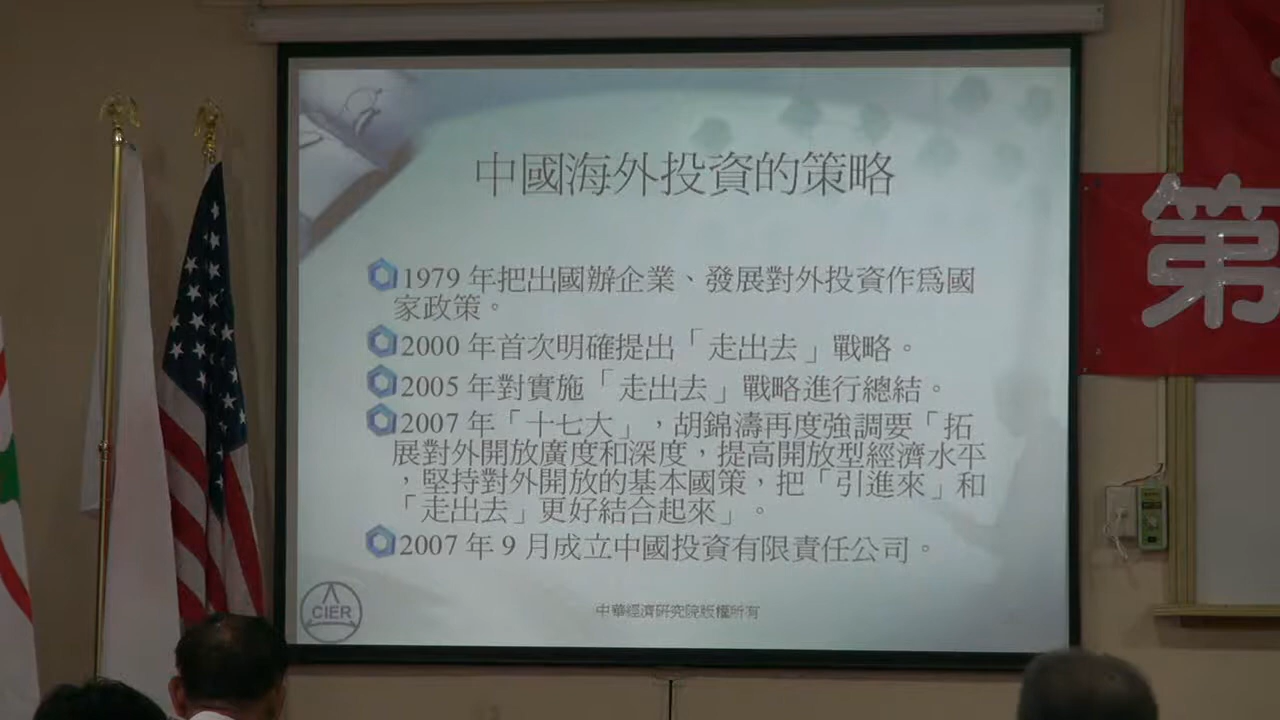 中國海外投資的策略
1979 年把出國辦企業、發展對外投資作爲國
家政策。
2000 年首次明確提出「走出去」戰略。
2005 年對實施「走出去」戰略進行總結。
2007 年「十七大」，胡錦濤再度強調要「拓
展對外開放廣度和深度，提高開放型經濟水平
，堅持對外開放的基本國策，把「引進來」和
「走出去」更好結合起來」。
2007 年 9 月成立中國投資有限責任公司。
CIER
中華經濟研究院版權所有
第